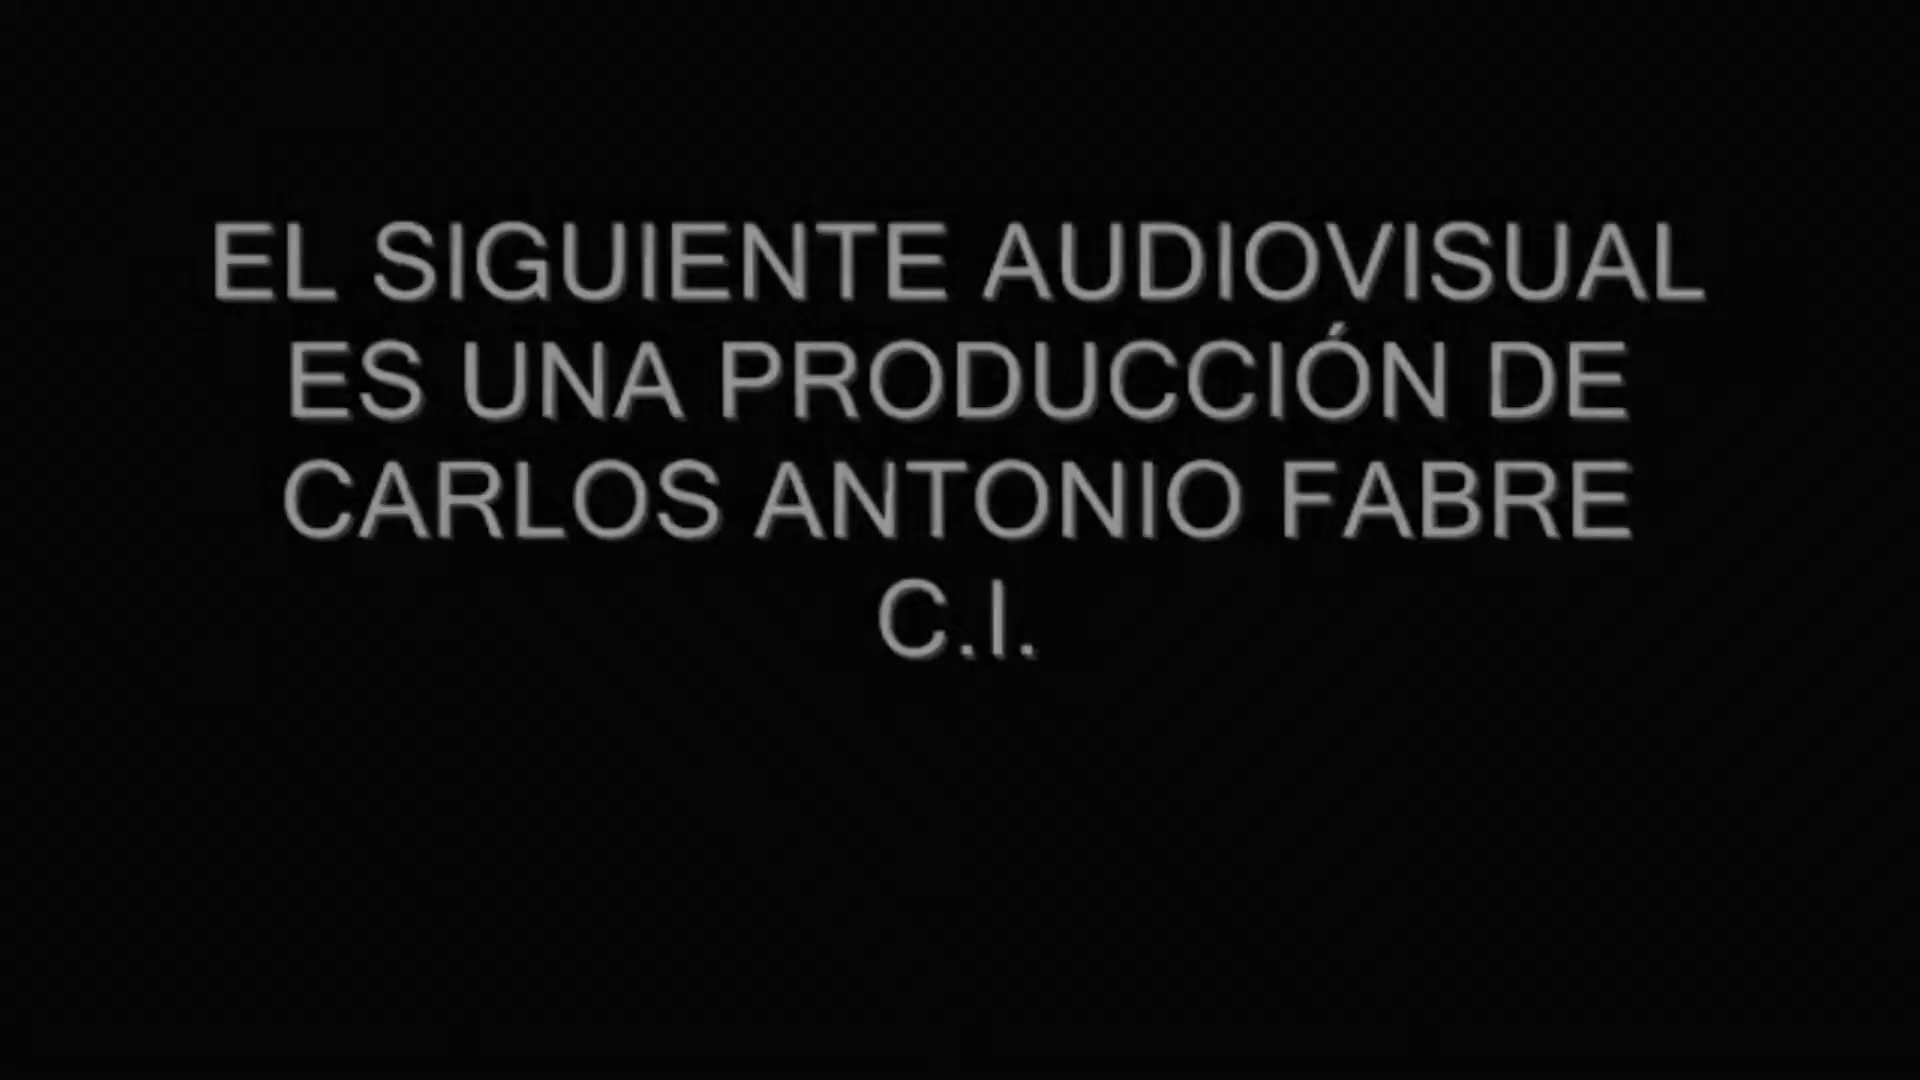 EL SIGUIENTE AUDIOVISUAL
ES UNA PRODUCCIÓN DE
CARLOS ANTONIO FABRE
C.I.